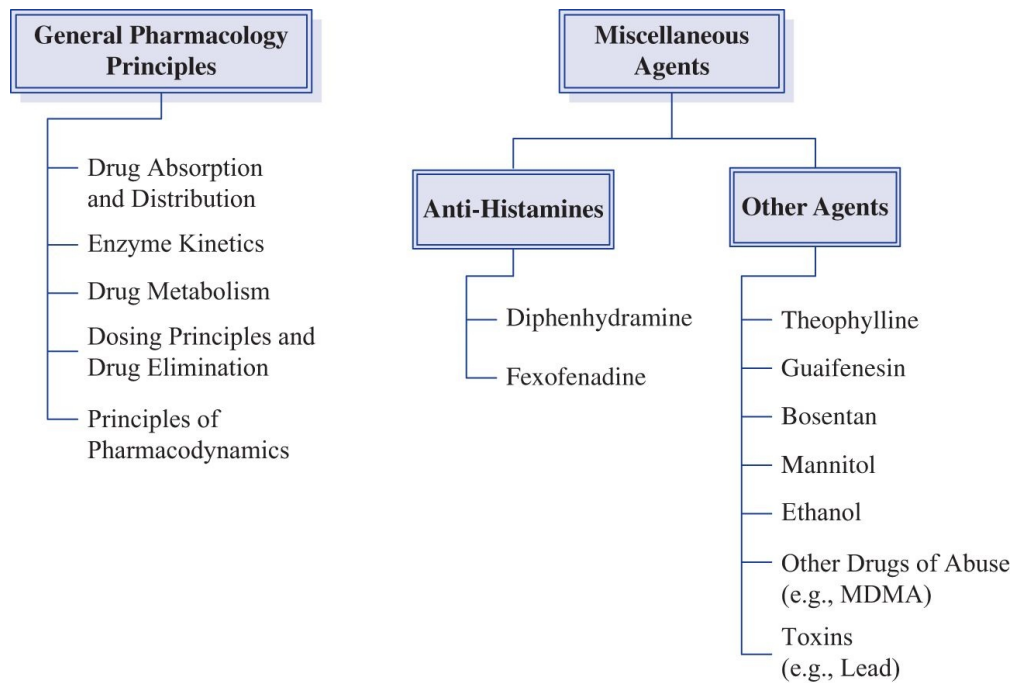 General Pharmacology
Principles
Drug Absorption
and Distribution
Enzyme Kinetics
Drug Metabolism
Dosing Principles and
Drug Elimination
Principles of
Pharmacodynamics
Miscellaneous
Agents
Anti-Histamines
Diphenhydramine
Fexofenadine
Other Agents
Theophylline
Guaifenesin
Bosentan
Mannitol
Ethanol
Other Drugs of Abuse
(e.g., MDMA)
Toxins
(e.g., Lead)